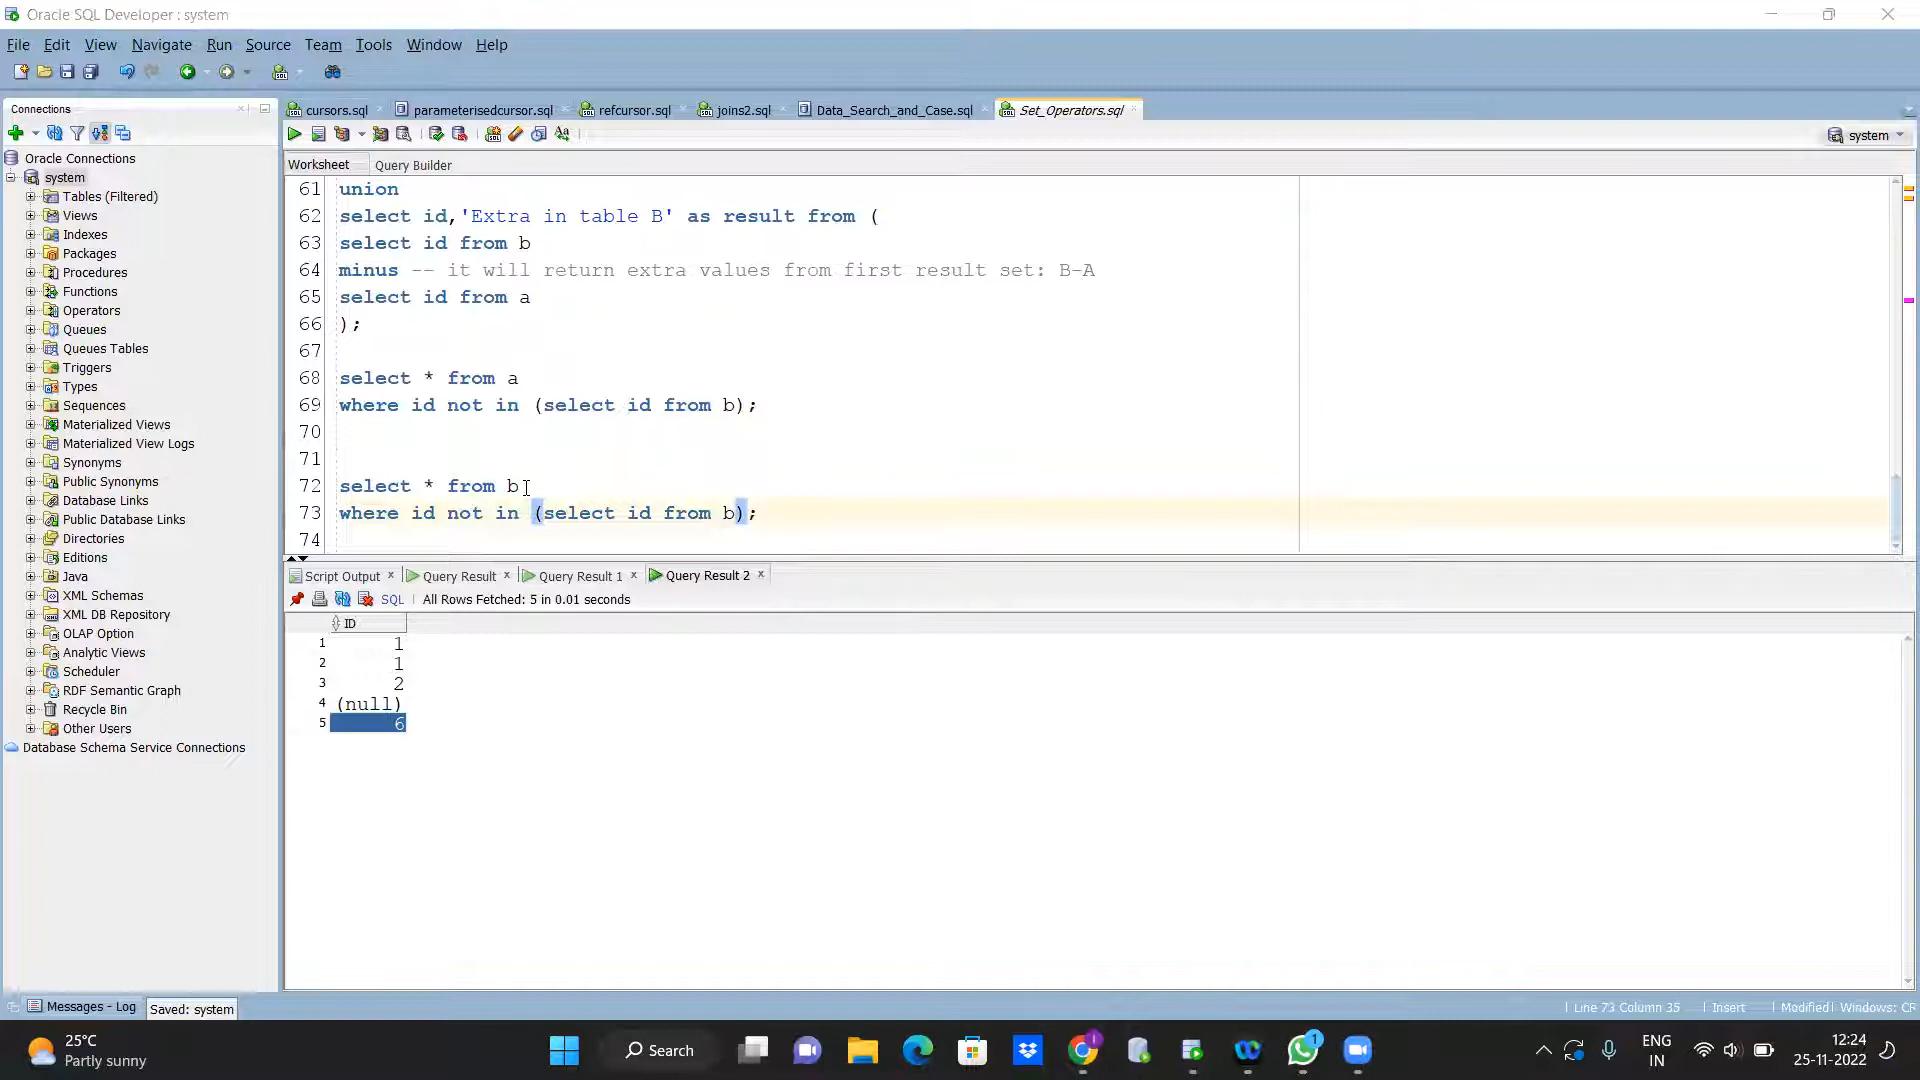 Oracle SQL Developer : system
File Edit View Navigate Run Source Team Tools Window Help
Connections
cursors.sql parameterisedcursor.sql refcursor.sql joins2.sql Data_Search_and_Case.sql Set_Operators.sql
system
Worksheet Query Builder
Oracle Connections
system
Tables (Filtered)
Views
Indexes
Packages
Procedures
Functions
Operators
Queues
Queues Tables
Triggers
Types
Sequences
Materialized Views
Materialized View Logs
Synonyms
Public Synonyms
Database Links
Public Database Links
Directories
Editions
Java
XML Schemas
XML DB Repository
OLAP Option
Analytic Views
Scheduler
RDF Semantic Graph
Recycle Bin
Other Users
Database Schema Service Connections
61 union
62 select id,'Extra in table B' as result from (
63 select id from b
64 minus -- it will return extra values from first result set: B-A
65 select id from a
66 );
67
68 select * from a
69 where id not in (select id from b);
70
71
72 select * from b
73 where id not in (select id from b);
74
Script Output Query Result Query Result 1 Query Result 2
SQL All Rows Fetched: 5 in 0.01 seconds
ID
1 1
2 1
3 2
4 (null)
5 6
Messages - Log Saved: system
Line 73 Column 35 Insert Modified Windows: CR
25°C
Partly sunny
Search
1
ENG
IN
12:24
25-11-2022